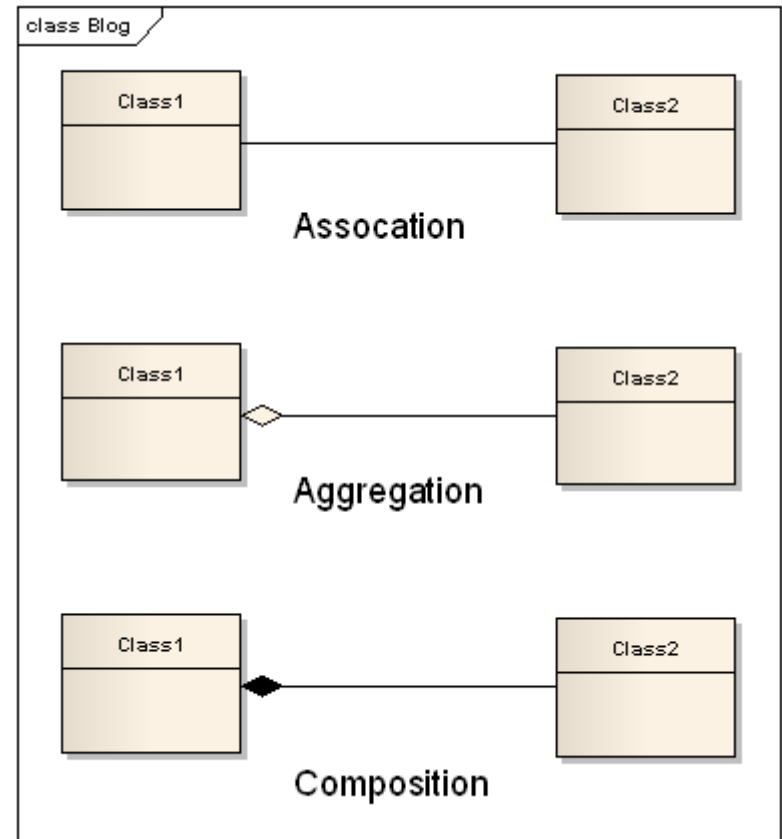 class Blog
Class1
Class2
Assocation
Class1
Class2
Aggregation
Class1
Class2
Composition